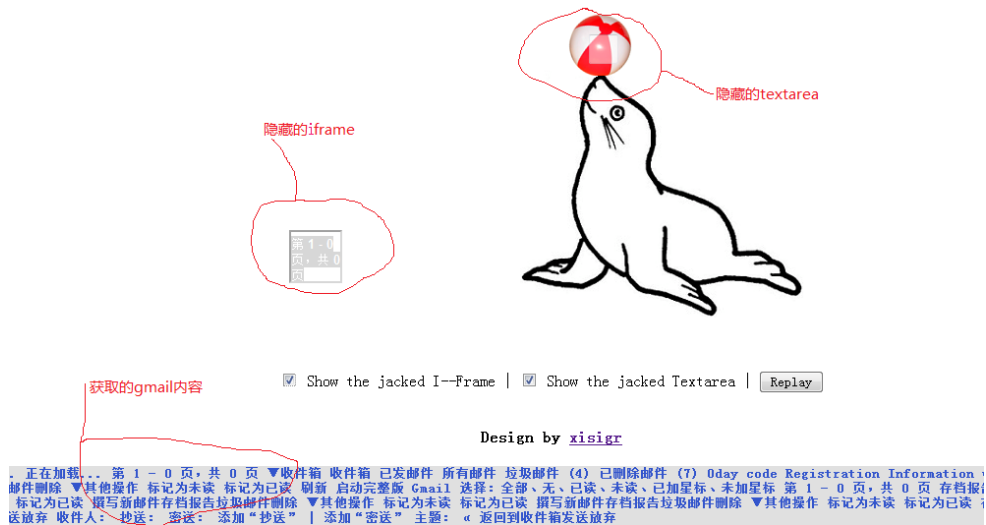 隐藏的textarea
隐藏的iframe
第 1 - 0
页，共 0
页
获取的gmail内容
Show the jacked I--Frame | Show the jacked Textarea | Replay
Design by xisigr
. 正在加载... 第 1 - 0 页，共 0 页 ▼收件箱 收件箱 已发邮件 所有邮件 垃圾邮件 (4) 已删除邮件 (7) 0day code Registration Information
邮件删除 ▼其他操作 标记为未读 标记为已读 刷新 启动完整版 Gmail 选择: 全部、无、已读、未读、已加星标、未加星标 第 1 - 0 页，共 0 页 存档报告
标记为已读 撰写新邮件存档报告垃圾邮件删除 ▼其他操作 标记为未读 标记为已读 撰写新邮件存档报告垃圾邮件删除 ▼其他操作 标记为未读 标记为已读
送放弃 收件人: 抄送: 密送: 添加“抄送” | 添加“密送” 主题: « 返回到收件箱发送放弃